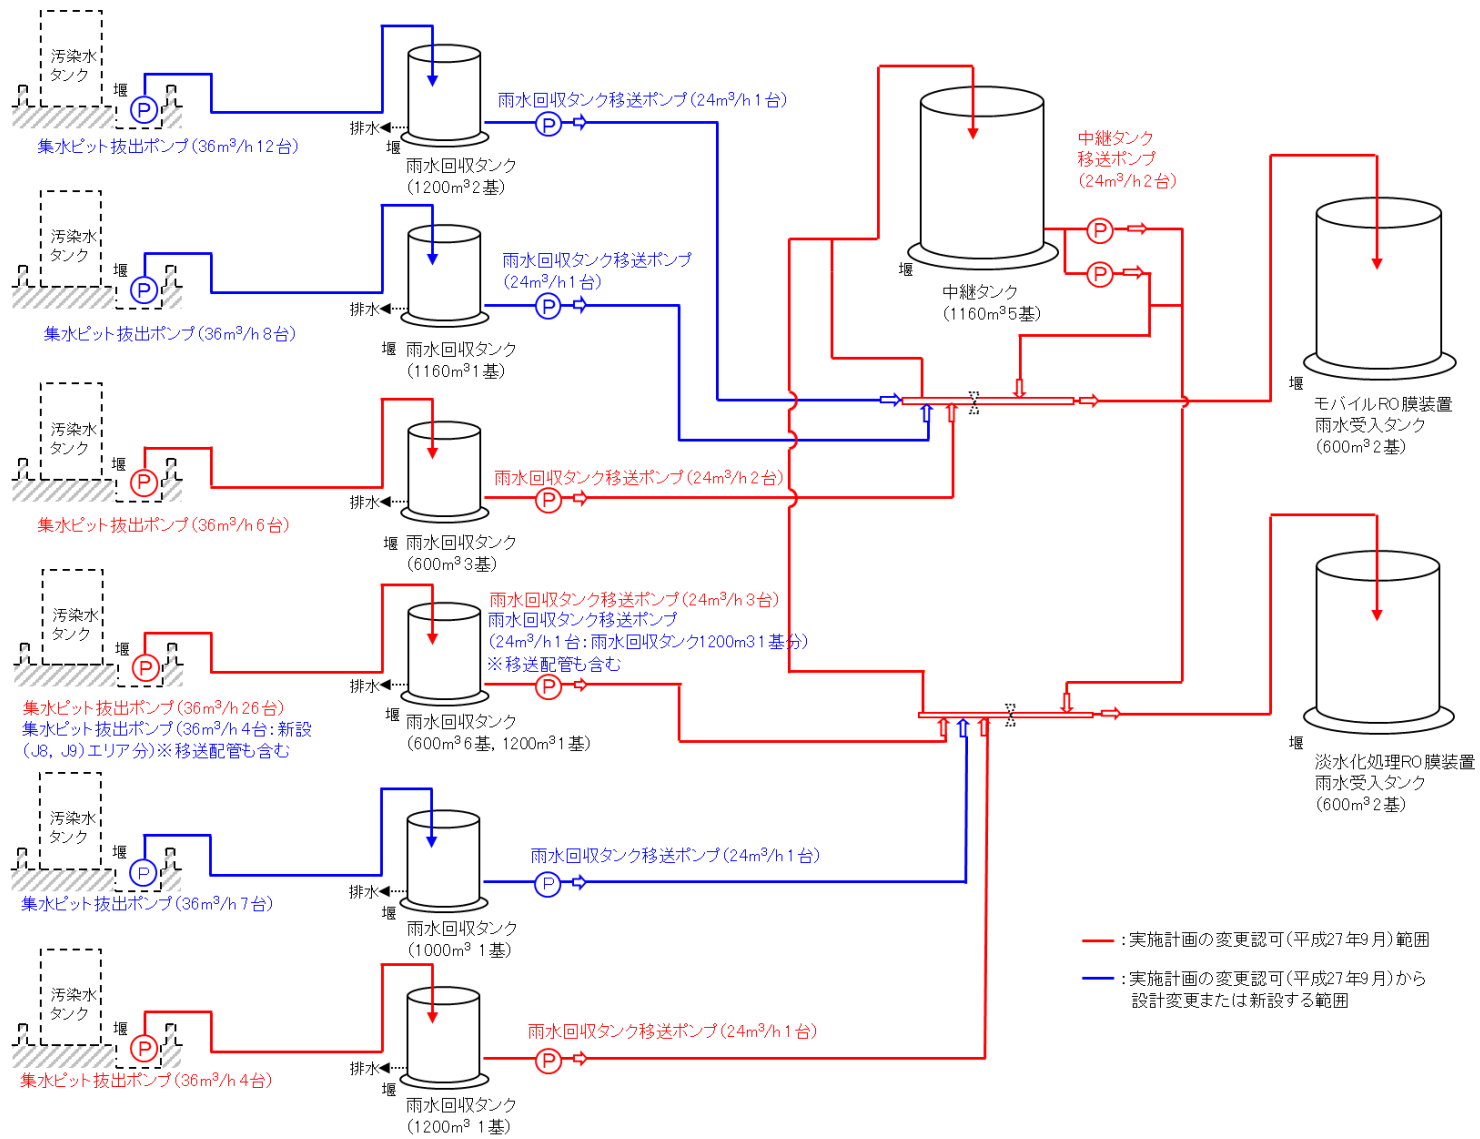 汚染水
タンク
堰
P
集水ピット抜出ポンプ(36m³/h 12台)
排水
堰
雨水回収タンク
(1200m³ 2基)
雨水回収タンク移送ポンプ(24m³/h 1台)
P
汚染水
タンク
堰
P
集水ピット抜出ポンプ(36m³/h 8台)
排水
堰
雨水回収タンク
(1160m³ 1基)
雨水回収タンク移送ポンプ
(24m³/h 1台)
P
汚染水
タンク
堰
P
集水ピット抜出ポンプ(36m³/h 6台)
排水
堰
雨水回収タンク
(600m³ 3基)
雨水回収タンク移送ポンプ(24m³/h 2台)
P
汚染水
タンク
堰
P
集水ピット抜出ポンプ(36m³/h 26台)
集水ピット抜出ポンプ(36m³/h 4台:新設
(J8, J9)エリア分)※移送配管も含む
排水
堰
雨水回収タンク
(600m³ 6基, 1200m³ 1基)
雨水回収タンク移送ポンプ(24m³/h 3台)
雨水回収タンク移送ポンプ
(24m³/h 1台:雨水回収タンク1200m3 1基分)
※移送配管も含む
P
汚染水
タンク
堰
P
集水ピット抜出ポンプ(36m³/h 7台)
排水
堰
雨水回収タンク
(1000m³ 1基)
雨水回収タンク移送ポンプ(24m³/h 1台)
P
汚染水
タンク
堰
P
集水ピット抜出ポンプ(36m³/h 4台)
排水
堰
雨水回収タンク
(1200m³ 1基)
雨水回収タンク移送ポンプ(24m³/h 1台)
P
堰
中継タンク
(1160m³ 5基)
中継タンク
移送ポンプ
(24m³/h 2台)
P
P
堰
モバイルRO膜装置
雨水受入タンク
(600m³ 2基)
堰
淡水化処理RO膜装置
雨水受入タンク
(600m³ 2基)
:実施計画の変更認可(平成27年9月)範囲
:実施計画の変更認可(平成27年9月)から
設計変更または新設する範囲